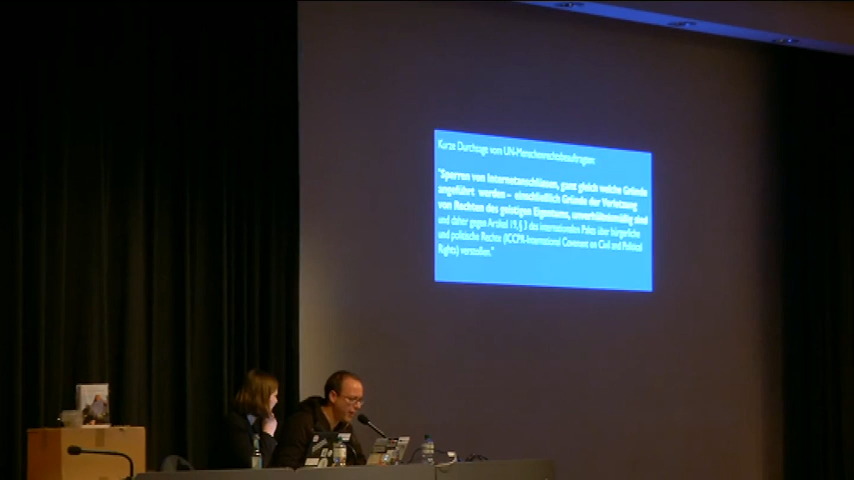 Kurze Durchsage vom UN-Menschenrechtsbeauftragten:
"Sperren von Internetanschlüssen, ganz gleich welche Gründe
angeführt werden – einschließlich Gründe der Verletzung
von Rechten des geistigen Eigentums, unverhältnismäßig sind
und daher gegen Artikel 19, § 3 des internationalen Paktes über bürgerliche
und politische Rechte (ICCPR-International Covenant on Civil and Political
Rights) verstoßen."